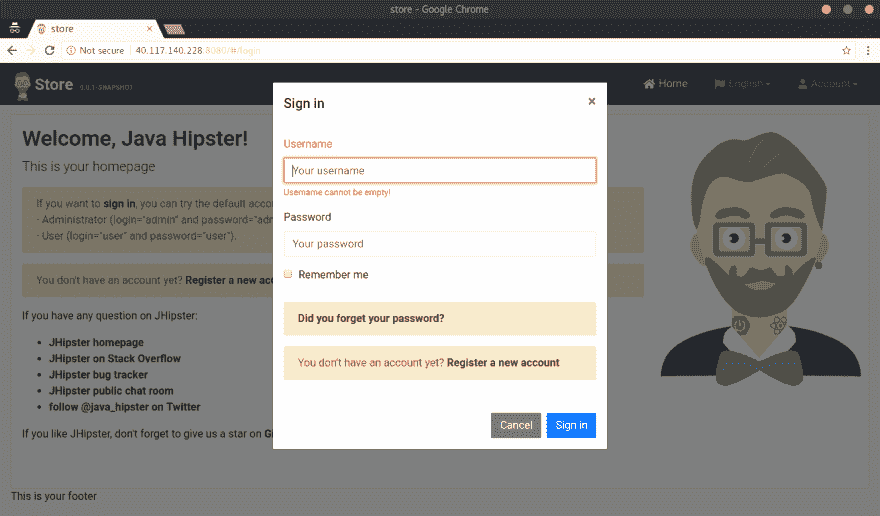 store - Google Chrome
store
Not secure 40.117.140.228:8080/#/login
Store 0.0.1-SNAPSHOT
Home
English
Account
Welcome, Java Hipster!
This is your homepage
If you want to sign in, you can try the default accou
- Administrator (login="admin" and password="adm
- User (login="user" and password="user").
You don't have an account yet? Register a new acc
If you have any question on JHipster:
JHipster homepage
JHipster on Stack Overflow
JHipster bug tracker
JHipster public chat room
follow @java_hipster on Twitter
If you like JHipster, don't forget to give us a star on Gi
This is your footer
Sign in
×
Username
Your username
Username cannot be empty!
Password
Your password
Remember me
Did you forget your password?
You don't have an account yet? Register a new account
Cancel
Sign in